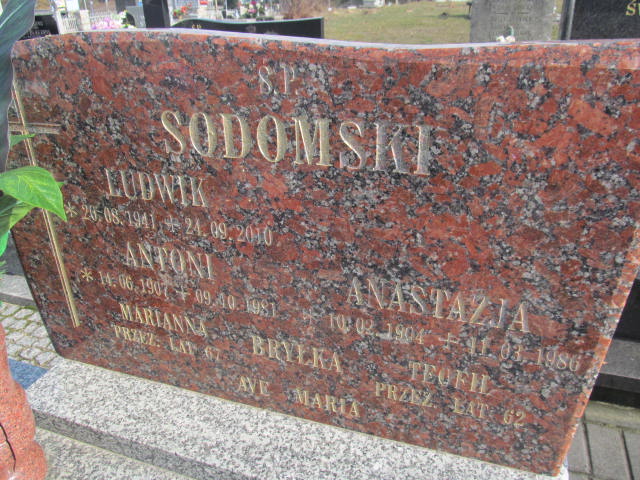 Ś.P.
SODOMSKI
LUDWIK
* 26.08.1941 + 24.09.2010
ANTONI
* 14.06.1907 + 09.10.1981
ANASTAZJA
* 10.02.1904 + 11.03.1986
MARIANNA
PRZEŻ. LAT 67
BRYŁKA
TEOFIL
PRZEŻ. LAT 62
AVE MARIA